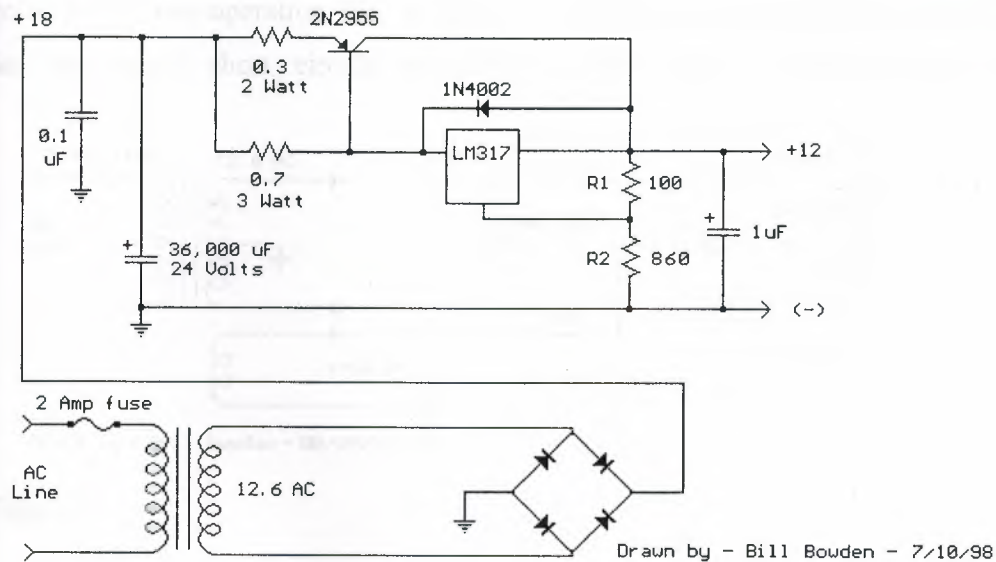 +18
2N2955
0.3
2 Watt
1N4002
0.1
uF
LM317
+12
0.7
3 Watt
R1
100
+
1uF
+
36,000 uF
24 Volts
R2
860
(-)
2 Amp fuse
AC
Line
12.6 AC
Drawn by - Bill Bowden - 7/10/98